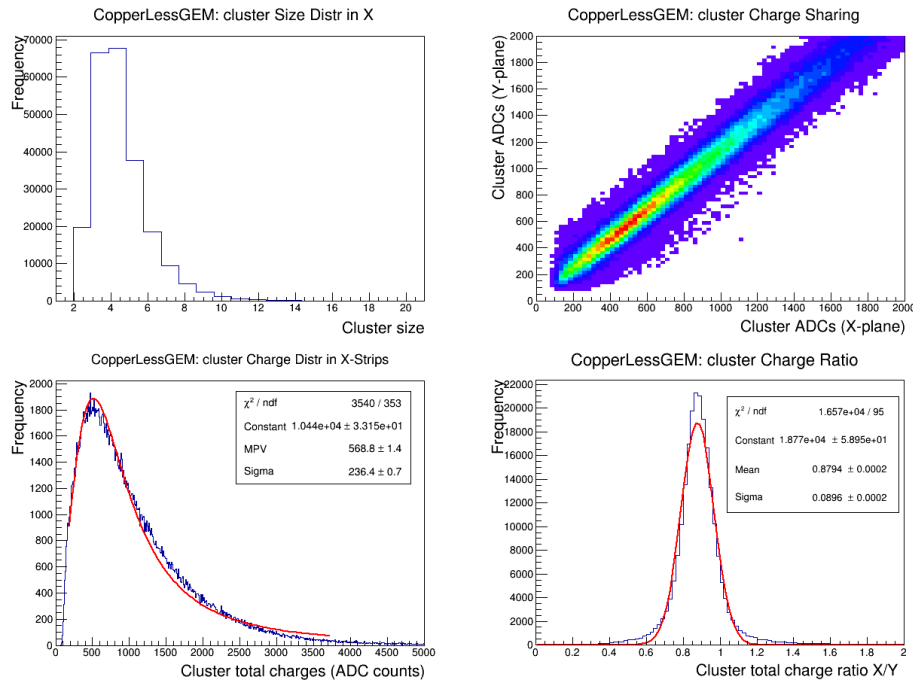 CopperLessGEM: cluster Size Distr in X
Frequency
70000
60000
50000
40000
30000
20000
10000
0
2 4 6 8 10 12 14 16 18 20
Cluster size
CopperLessGEM: cluster Charge Sharing
Cluster ADCs (Y-plane)
2000
1800
1600
1400
1200
1000
800
600
400
200
0
0 200 400 600 800 1000 1200 1400 1600 1800 2000
Cluster ADCs (X-plane)
CopperLessGEM: cluster Charge Distr in X-Strips
Frequency
2000
1800
1600
1400
1200
1000
800
600
400
200
0
0 500 1000 1500 2000 2500 3000 3500 4000 4500 5000
Cluster total charges (ADC counts)
χ² / ndf 3540 / 353
Constant 1.044e+04 ± 3.315e+01
MPV 568.8 ± 1.4
Sigma 236.4 ± 0.7
CopperLessGEM: cluster Charge Ratio
Frequency
22000
20000
18000
16000
14000
12000
10000
8000
6000
4000
2000
0
0 0.2 0.4 0.6 0.8 1 1.2 1.4 1.6 1.8 2
Cluster total charge ratio X/Y
χ² / ndf 1.657e+04 / 95
Constant 1.877e+04 ± 5.895e+01
Mean 0.8794 ± 0.0002
Sigma 0.0896 ± 0.0002